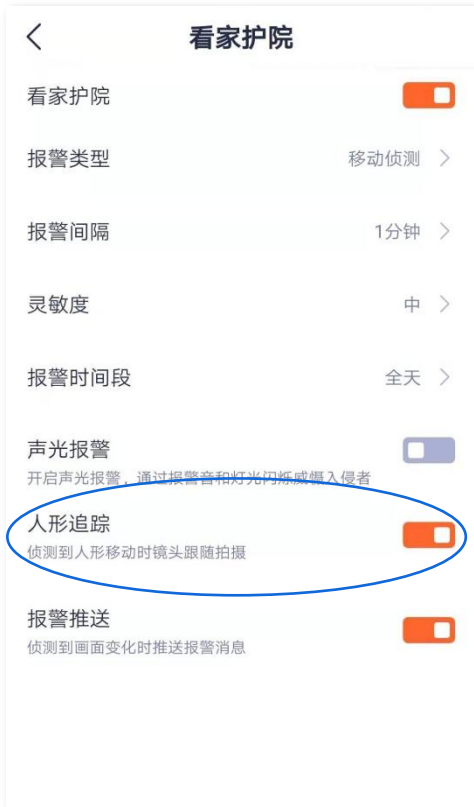 看家护院
看家护院
报警类型 移动侦测
报警间隔 1分钟
灵敏度 中
报警时间段 全天
声光报警
开启声光报警，通过报警音和灯光闪烁威慑入侵者
人形追踪
侦测到人形移动时镜头跟随拍摄
报警推送
侦测到画面变化时推送报警消息